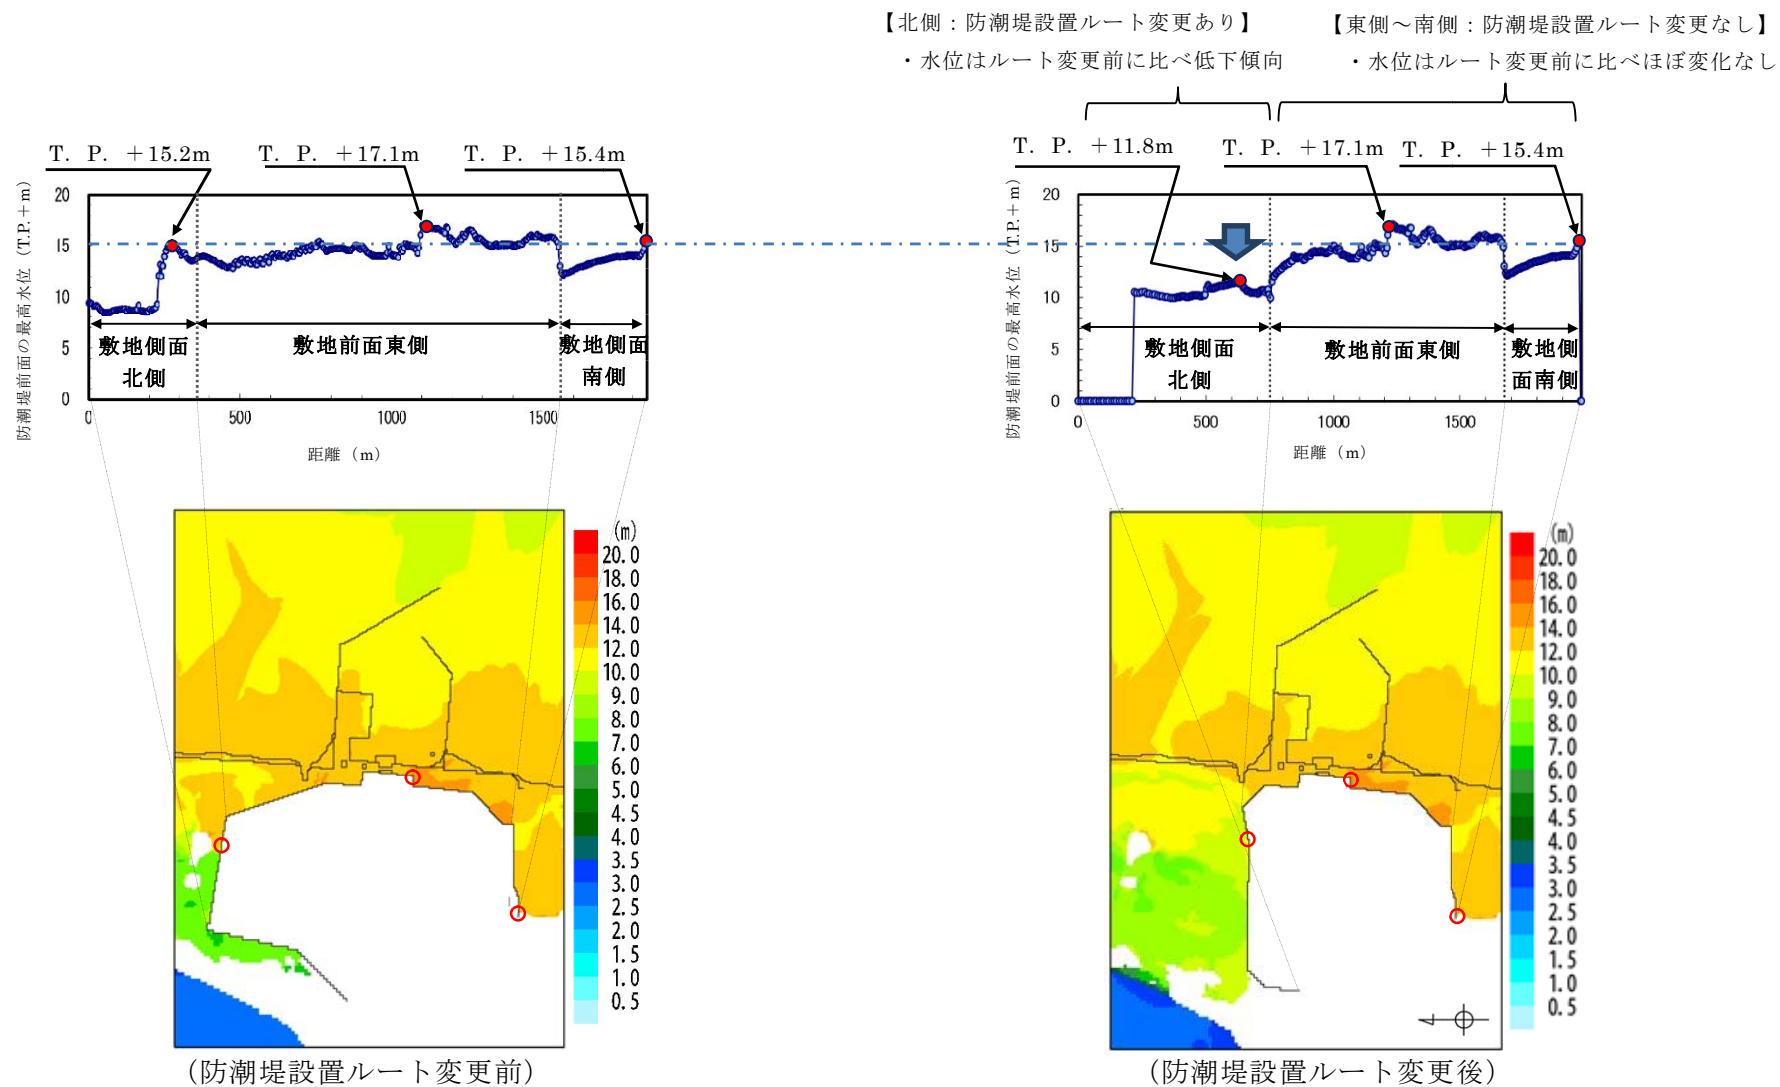 【北側：防潮堤設置ルート変更あり】
・水位はルート変更前に比べ低下傾向
【東側～南側：防潮堤設置ルート変更なし】
・水位はルート変更前に比べほぼ変化なし
T. P. ＋15.2m
T. P. ＋17.1m
T. P. ＋15.4m
防潮堤前面の最高水位（T.P.＋m）
20
15
10
5
0
敷地側面
北側
敷地前面東側
敷地側面
南側
0
500
1000
1500
距離（m）
T. P. ＋11.8m
T. P. ＋17.1m
T. P. ＋15.4m
防潮堤前面の最高水位（T.P.＋m）
20
15
10
5
0
敷地側面
北側
敷地前面東側
敷地側
面南側
0
500
1000
1500
距離（m）
(m)
20.0
18.0
16.0
14.0
12.0
10.0
9.0
8.0
7.0
6.0
5.0
4.5
4.0
3.5
3.0
2.5
2.0
1.5
1.0
0.5
（防潮堤設置ルート変更前）
(m)
20.0
18.0
16.0
14.0
12.0
10.0
9.0
8.0
7.0
6.0
5.0
4.5
4.0
3.5
3.0
2.5
2.0
1.5
1.0
0.5
（防潮堤設置ルート変更後）